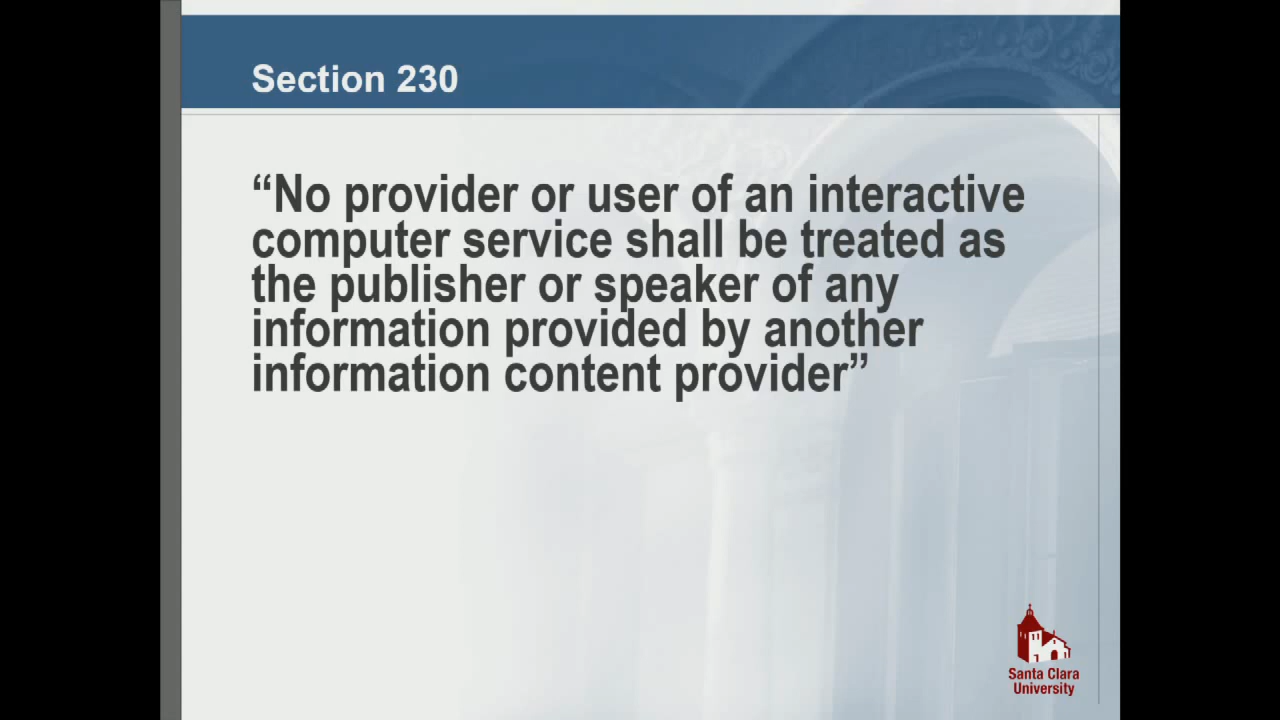 Section 230
“No provider or user of an interactive
computer service shall be treated as
the publisher or speaker of any
information provided by another
information content provider”
Santa Clara
University